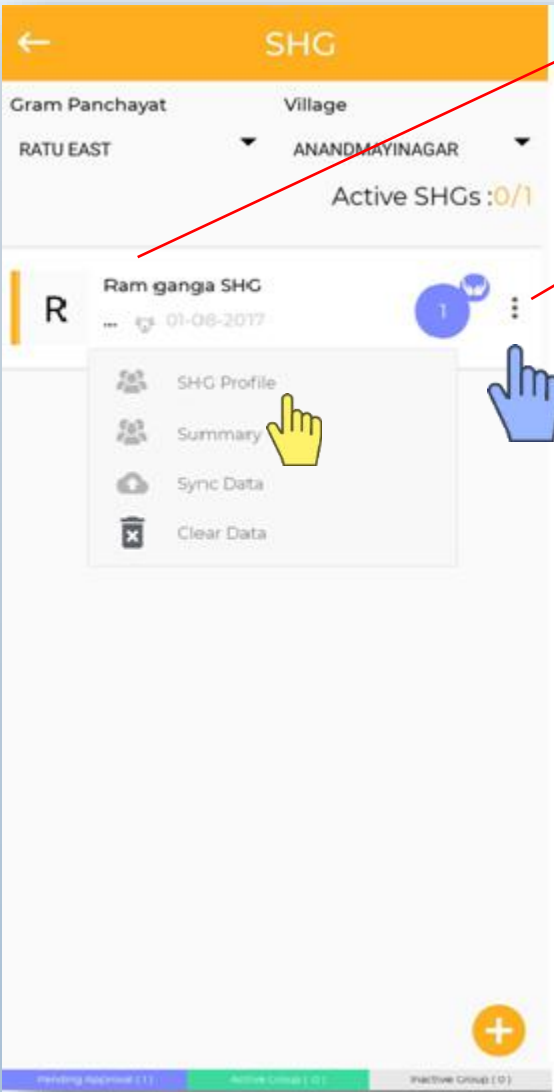 SHG
Gram Panchayat Village
RATU EAST ANANDMAYINAGAR
Active SHGs :0/1
R
Ram ganga SHG
... 01-08-2017
1
SHG Profile
Summary
Sync Data
Clear Data
Pending Approval ( 1 ) Active Group ( 0 ) Inactive Group ( 0 )